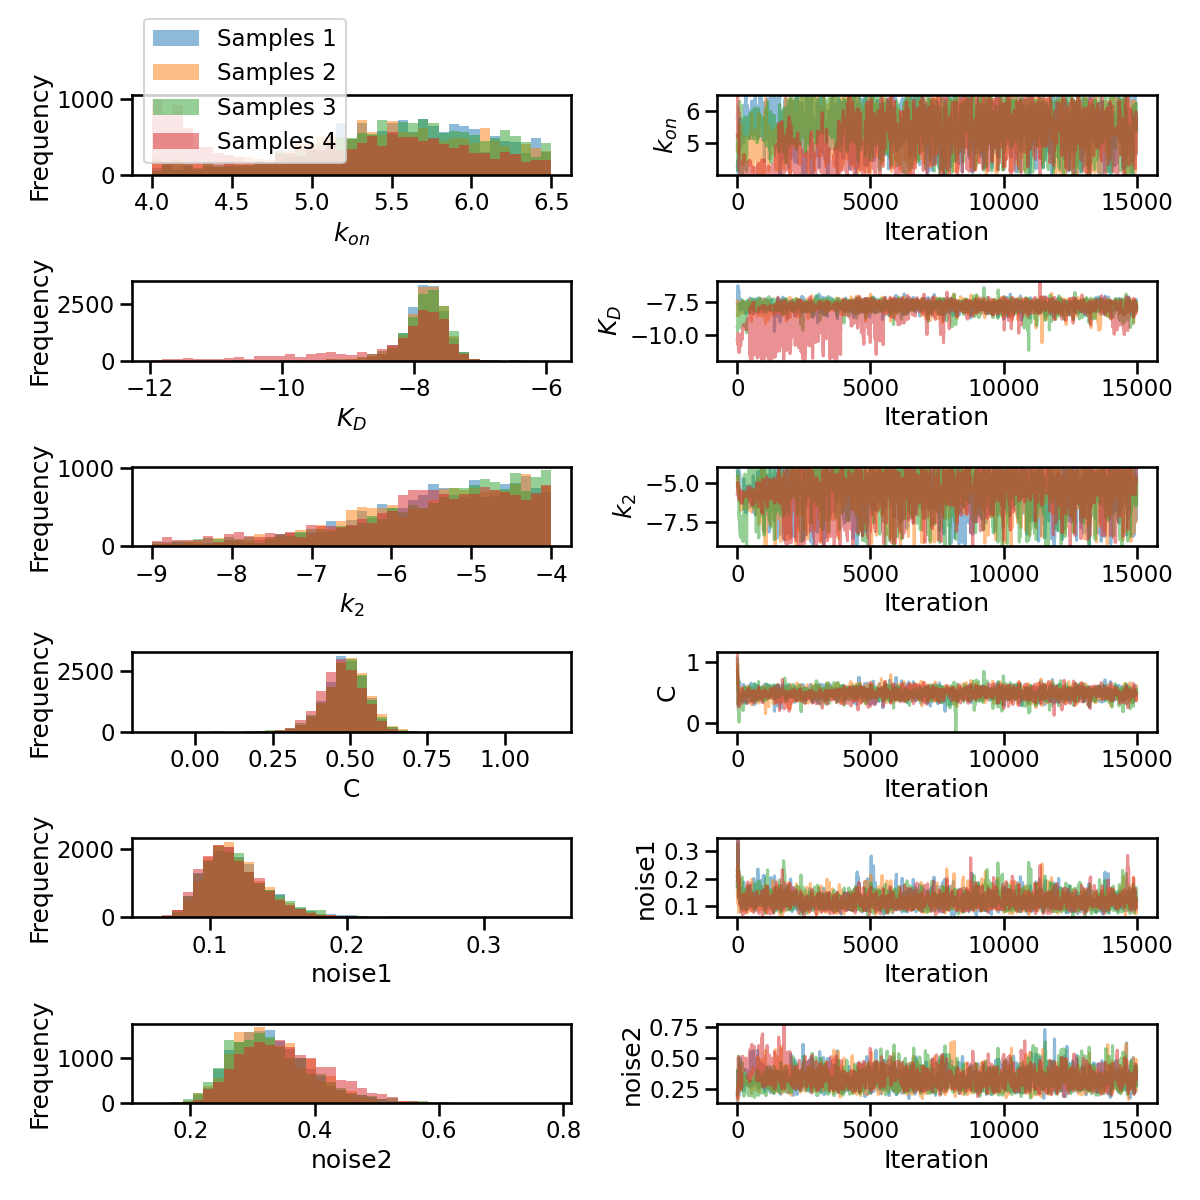 Samples 1
Samples 2
Samples 3
Samples 4
Frequency
1000
0
4.0 4.5 5.0 5.5 6.0 6.5
k_on
k_on
6
5
0 5000 10000 15000
Iteration
Frequency
2500
0
−12 −10 −8 −6
K_D
K_D
−7.5
−10.0
0 5000 10000 15000
Iteration
Frequency
1000
0
−9 −8 −7 −6 −5 −4
k_2
k_2
−5.0
−7.5
0 5000 10000 15000
Iteration
Frequency
2500
0
0.00 0.25 0.50 0.75 1.00
C
C
1
0
0 5000 10000 15000
Iteration
Frequency
2000
0
0.1 0.2 0.3
noise1
noise1
0.3
0.2
0.1
0 5000 10000 15000
Iteration
Frequency
1000
0
0.2 0.4 0.6 0.8
noise2
noise2
0.75
0.50
0.25
0 5000 10000 15000
Iteration